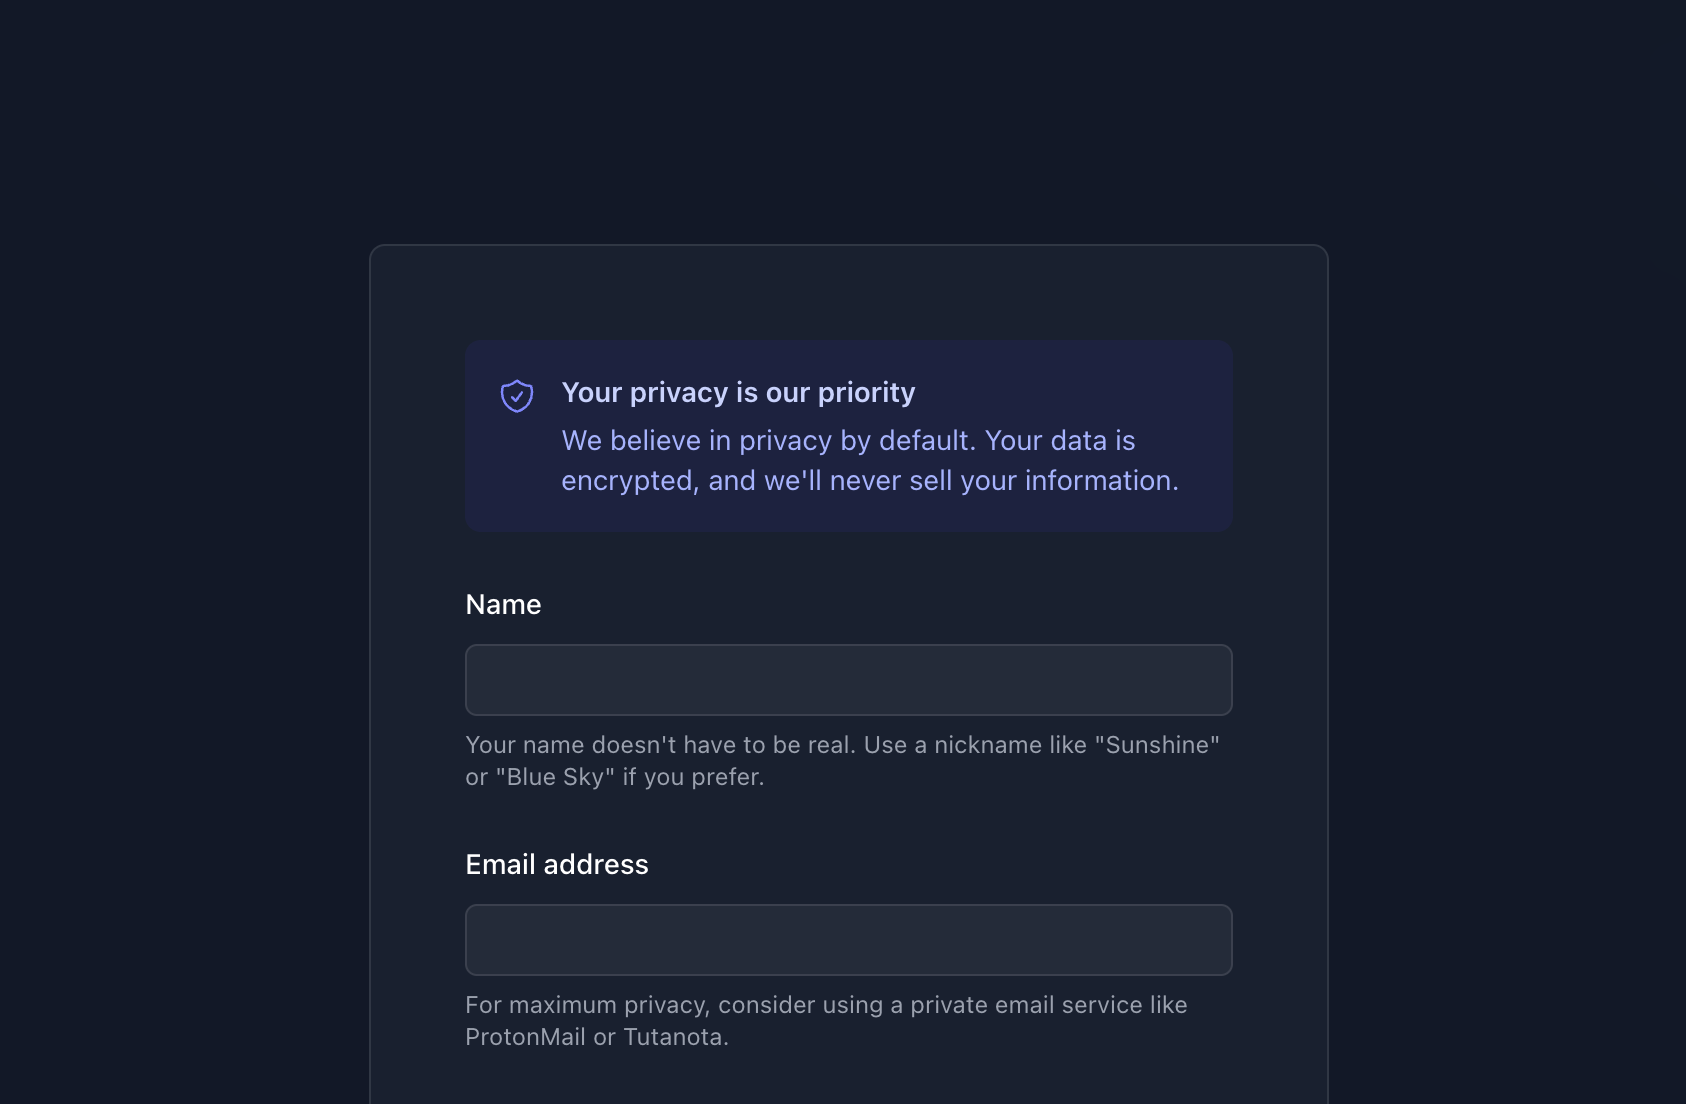 Your privacy is our priority
We believe in privacy by default. Your data is
encrypted, and we'll never sell your information.
Name
Your name doesn't have to be real. Use a nickname like "Sunshine"
or "Blue Sky" if you prefer.
Email address
For maximum privacy, consider using a private email service like
ProtonMail or Tutanota.